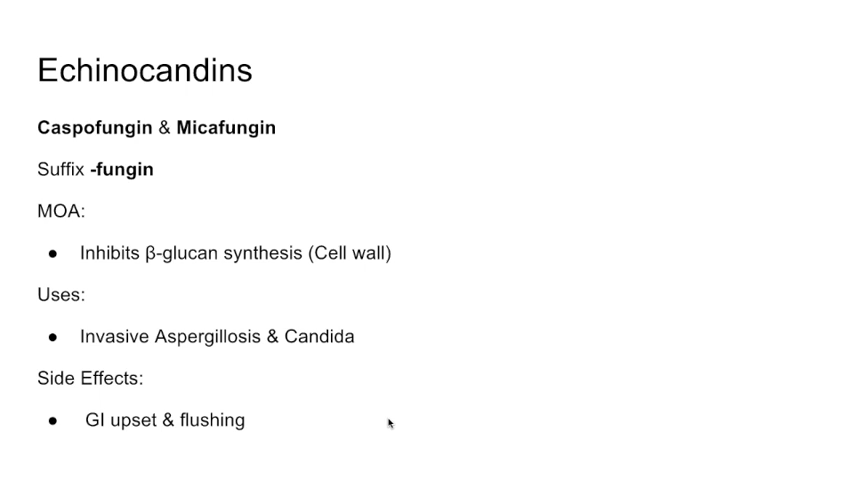 Echinocandins
Caspofungin & Micafungin
Suffix -fungin
MOA:
● Inhibits β-glucan synthesis (Cell wall)
Uses:
● Invasive Aspergillosis & Candida
Side Effects:
● GI upset & flushing